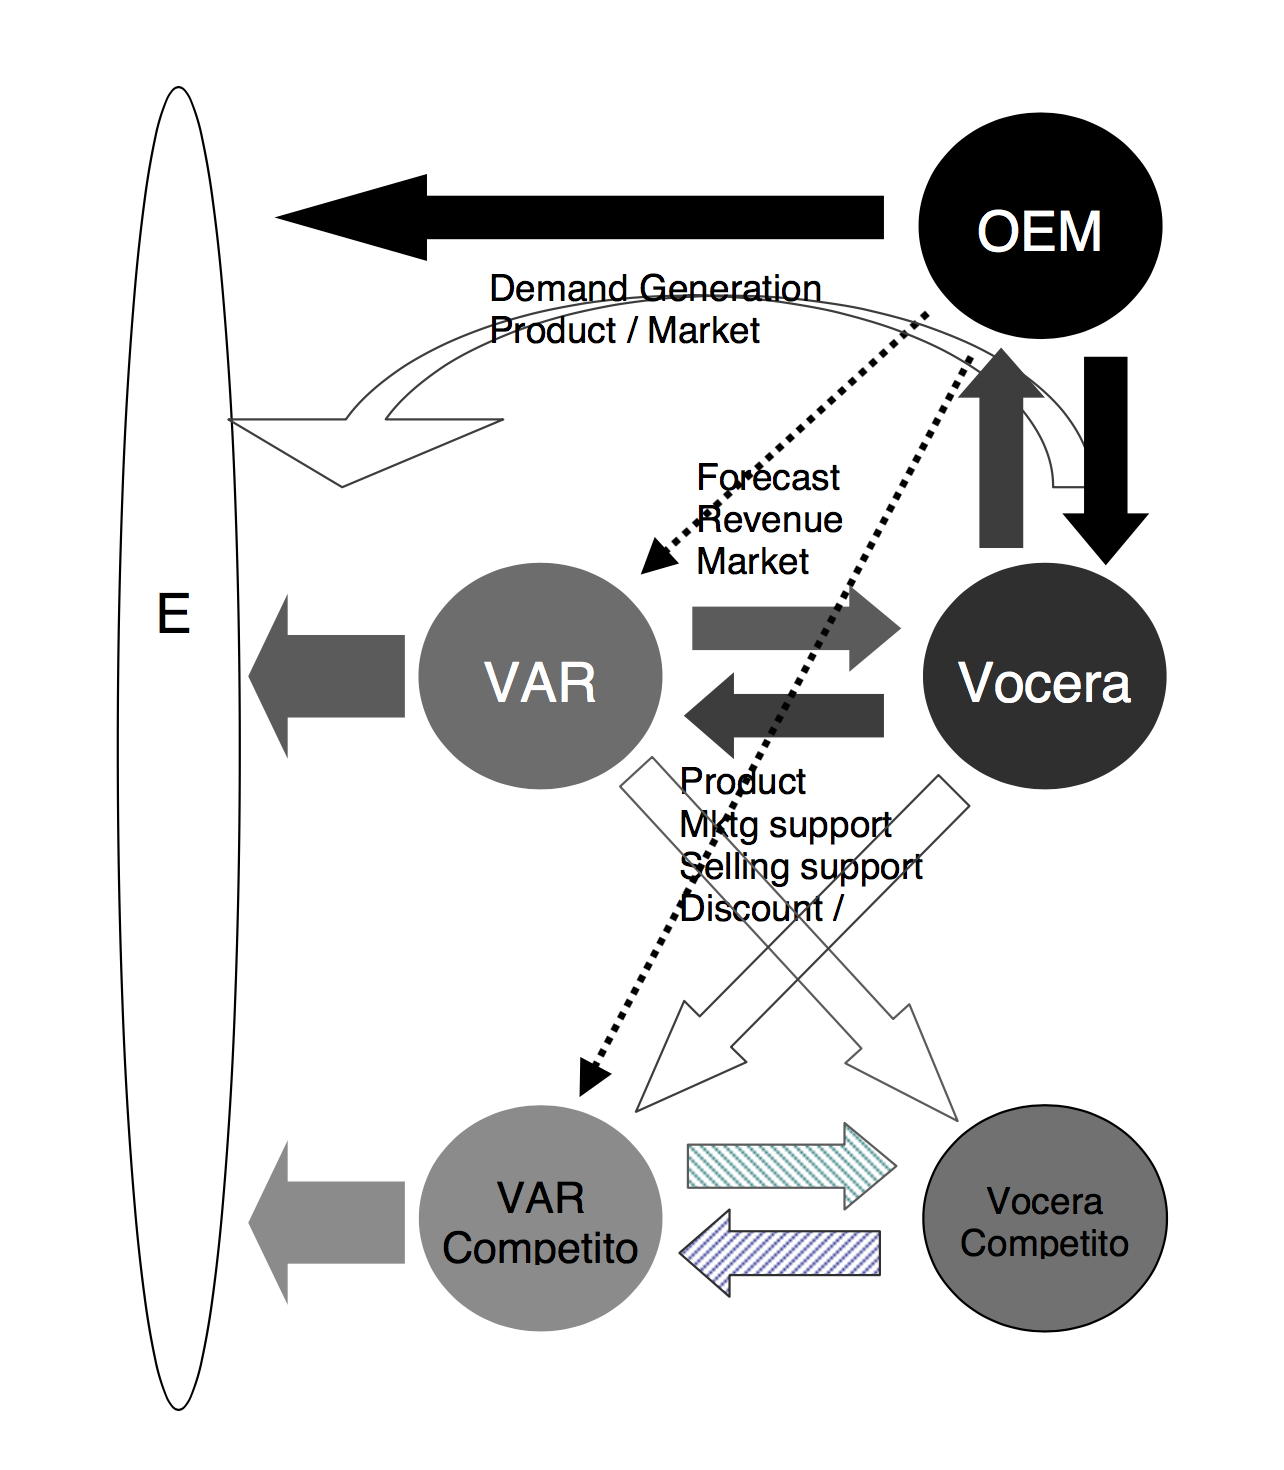 OEM
Demand Generation
Product / Market
Forecast
Revenue
Market
E
VAR
Vocera
Product
Mktg support
Selling support
Discount /
VAR
Competito
Vocera
Competito